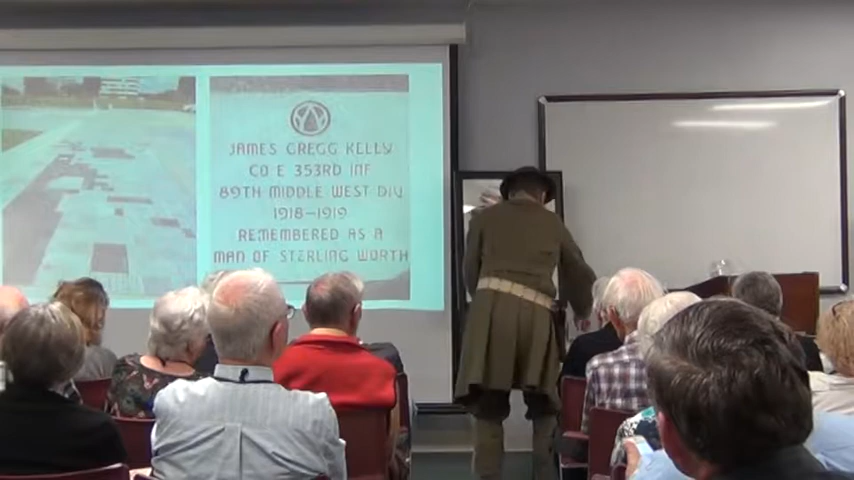 JAMES GREGG KELLY
CO E 353RD INF
89TH MIDDLE WEST DIV
1918-1919
REMEMBERED AS A
MAN OF STERLING WORTH